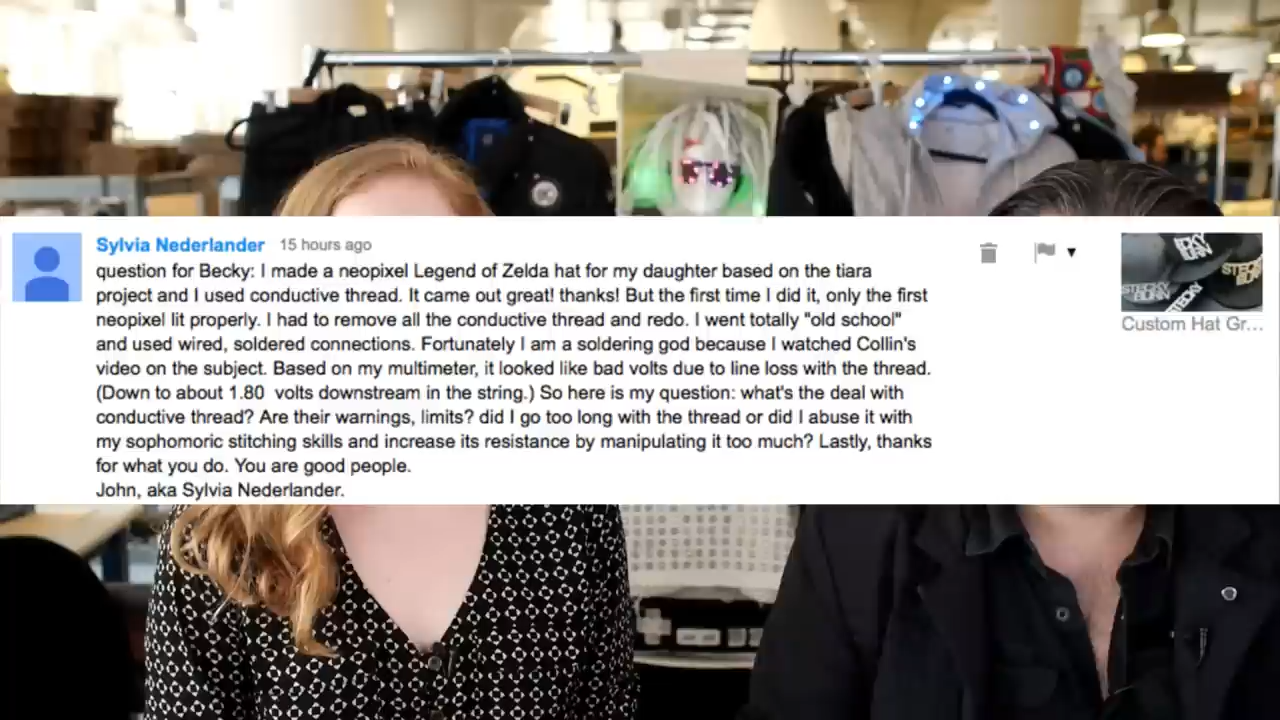 Sylvia Nederlander 15 hours ago
question for Becky: I made a neopixel Legend of Zelda hat for my daughter based on the tiara
project and I used conductive thread. It came out great! thanks! But the first time I did it, only the first
neopixel lit properly. I had to remove all the conductive thread and redo. I went totally "old school"
and used wired, soldered connections. Fortunately I am a soldering god because I watched Collin's
video on the subject. Based on my multimeter, it looked like bad volts due to line loss with the thread.
(Down to about 1.80 volts downstream in the string.) So here is my question: what's the deal with
conductive thread? Are their warnings, limits? did I go too long with the thread or did I abuse it with
my sophomoric stitching skills and increase its resistance by manipulating it too much? Lastly, thanks
for what you do. You are good people.
John, aka Sylvia Nederlander.
Custom Hat Gr...